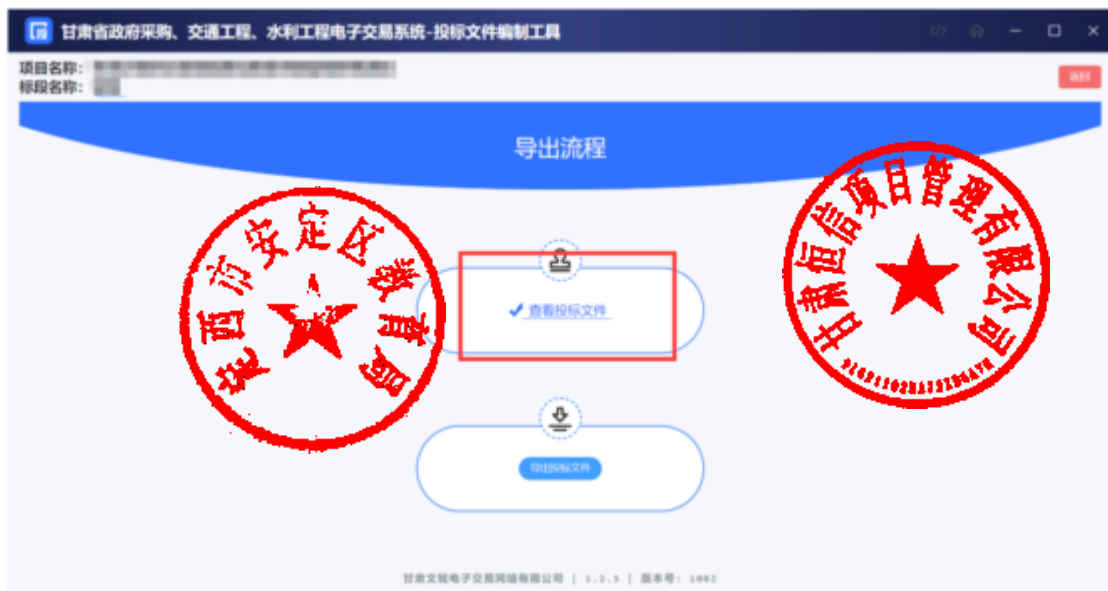 甘肃省政府采购、交通工程、水利工程电子交易系统-投标文件编制工具
项目名称：
标段名称：
返回
导出流程
定西市安定区教育局
甘肃恒信项目管理有限公司
查看投标文件
导出投标文件
甘肃文锐电子交易网络有限公司 | 1.2.3 | 版本号: 1002